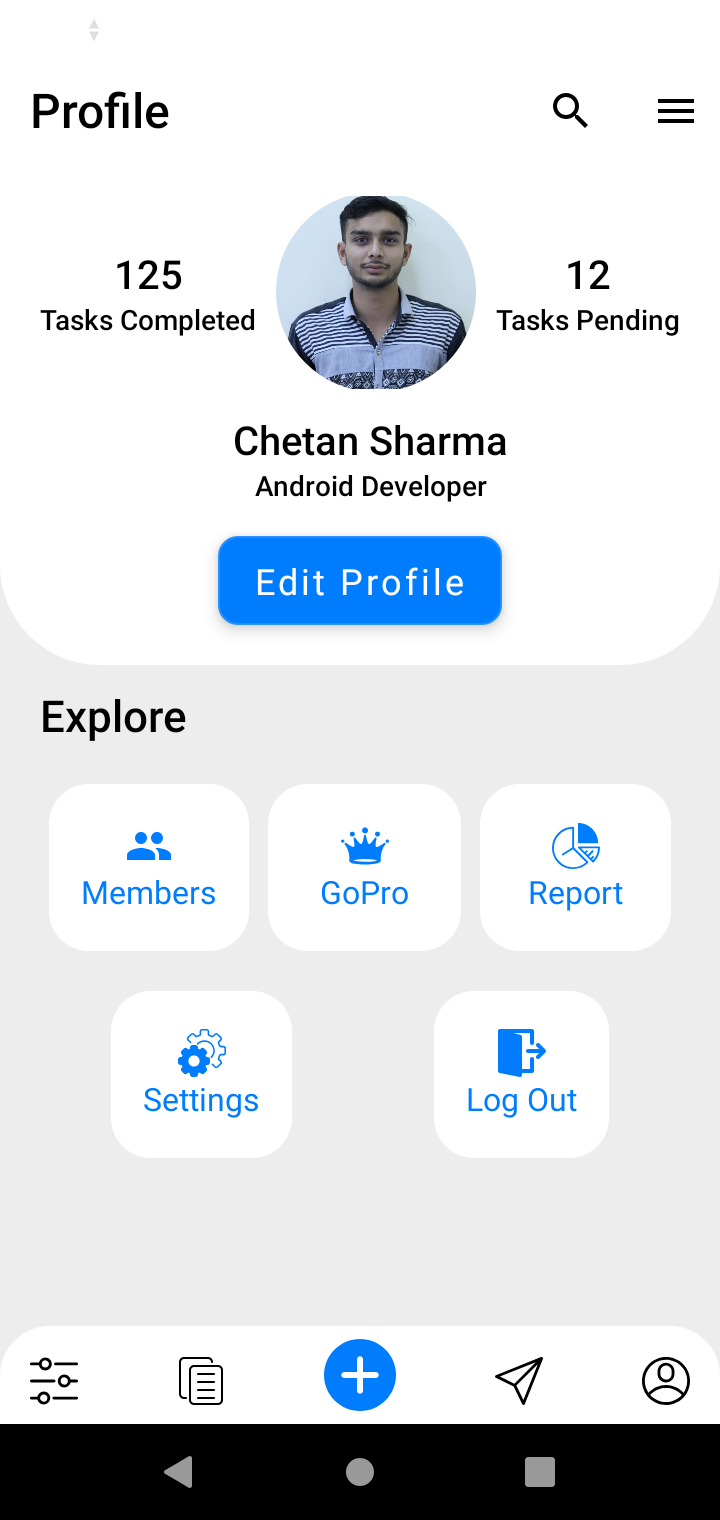 Profile
125
Tasks Completed
12
Tasks Pending
Chetan Sharma
Android Developer
Edit Profile
Explore
Members
GoPro
Report
Settings
Log Out